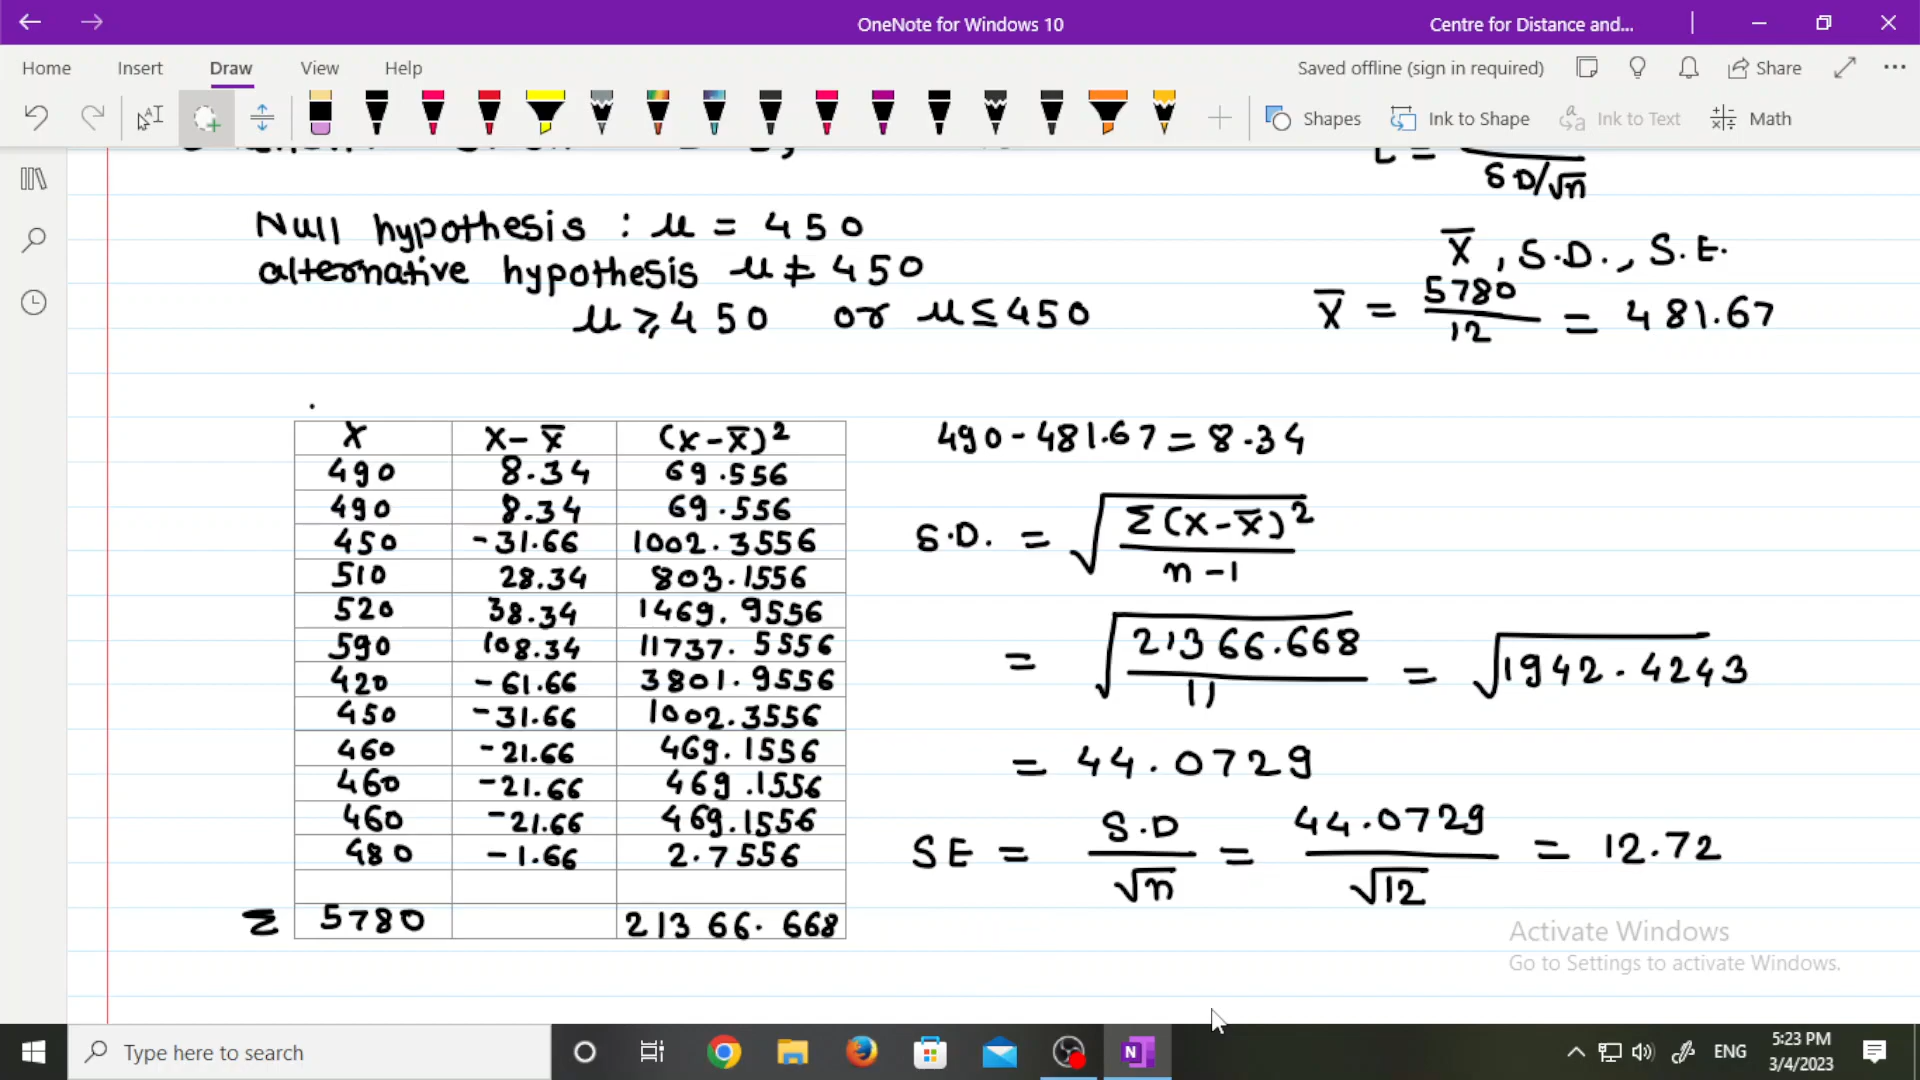 OneNote for Windows 10
Centre for Distance and...
Home Insert Draw View Help
Saved offline (sign in required)
Share
Shapes Ink to Shape Ink to Text Math
t =
SD/√n
Null hypothesis : μ = 450
alternative hypothesis μ ≠ 450
μ ⩾ 450 or μ ≤ 450
X̅, S.D., S.E.
X̅ = 5780/12 = 481.67
X X-X̅ (X-X̅)²
490 8.34 69.556
490 8.34 69.556
450 -31.66 1002.3556
510 28.34 803.1556
520 38.34 1469.9556
590 108.34 11737.5556
420 -61.66 3801.9556
450 -31.66 1002.3556
460 -21.66 469.1556
460 -21.66 469.1556
460 -21.66 469.1556
480 -1.66 2.7556
Σ 5780 21366.668
490-481.67=8.34
S.D. = √Σ(X-X̅)²/n-1
= √21366.668/11 = √1942.4243
= 44.0729
SE = S.D/√n = 44.0729/√12 = 12.72
Activate Windows
Go to Settings to activate Windows.
Type here to search
ENG
5:23 PM
3/4/2023